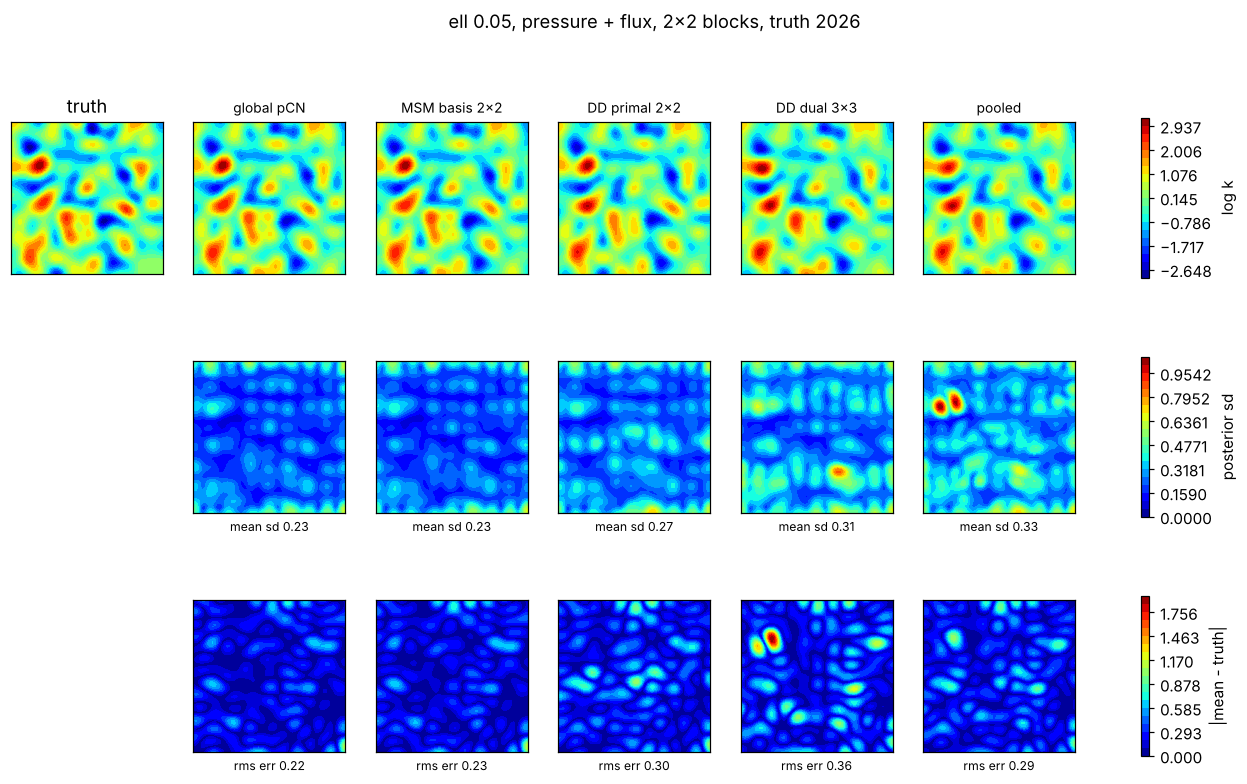 ell 0.05, pressure + flux, 2×2 blocks, truth 2026
truth
global pCN
MSM basis 2×2
DD primal 2×2
DD dual 3×3
pooled
2.937
2.006
1.076
0.145
−0.786
−1.717
−2.648
log k
0.9542
0.7952
0.6361
0.4771
0.3181
0.1590
0.0000
posterior sd
mean sd 0.23
mean sd 0.23
mean sd 0.27
mean sd 0.31
mean sd 0.33
1.756
1.463
1.170
0.878
0.585
0.293
0.000
|mean - truth|
rms err 0.22
rms err 0.23
rms err 0.30
rms err 0.36
rms err 0.29